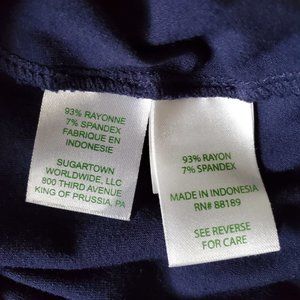 93% RAYONNE
7% SPANDEX
FABRIQUE EN
INDONESIE
SUGARTOWN
WORLDWIDE, LLC
800 THIRD AVENUE
KING OF PRUSSIA, PA
93% RAYON
7% SPANDEX
MADE IN INDONESIA
RN# 88189
SEE REVERSE
FOR CARE